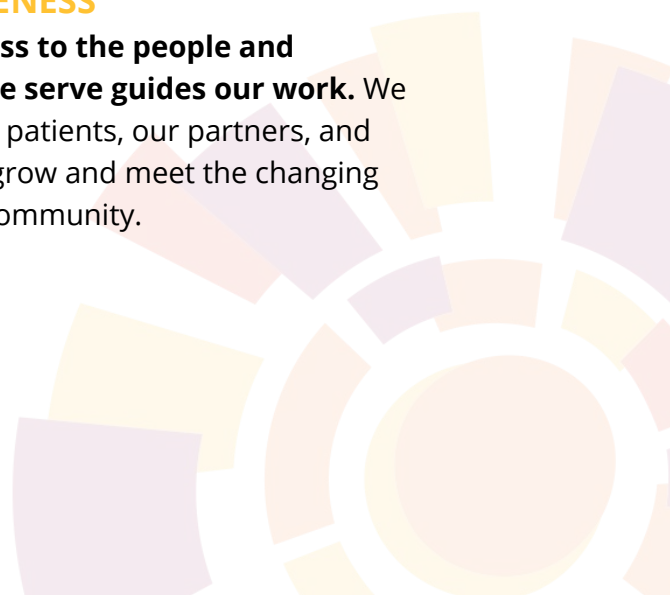 ENESS
ss to the people and
e serve guides our work. We
patients, our partners, and
grow and meet the changing
ommunity.